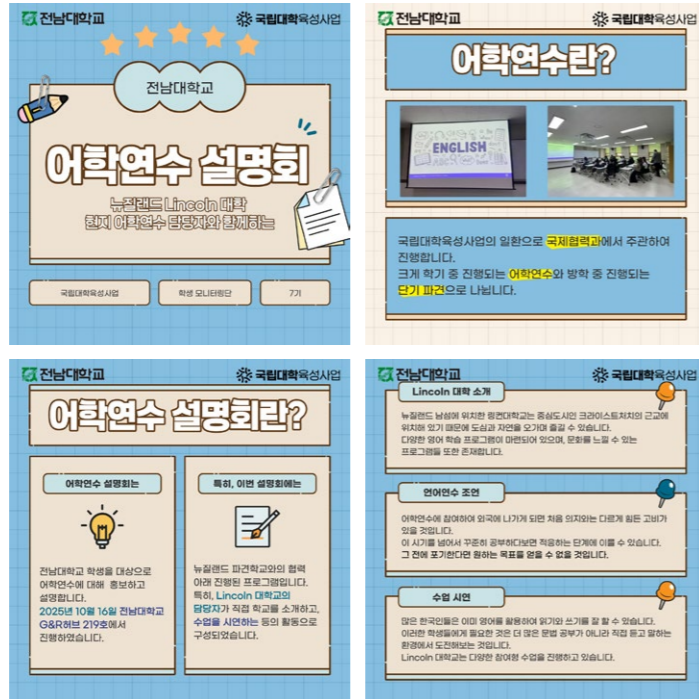 전남대학교
국립대학육성사업
전남대학교
어학연수 설명회
뉴질랜드 Lincoln 대학
현지 어학연수 담당자와 함께하는
국립대학육성사업
학생 모니터링단
7기
전남대학교
국립대학육성사업
어학연수란?
ENGLISH
국립대학육성사업의 일환으로 국제협력과에서 주관하여
진행합니다.
크게 학기 중 진행되는 어학연수와 방학 중 진행되는
단기 파견으로 나뉩니다.
전남대학교
국립대학육성사업
어학연수 설명회란?
어학연수 설명회는
전남대학교 학생을 대상으로
어학연수에 대해 홍보하고
설명합니다.
2025년 10월 16일 전남대학교
G&R허브 219호에서
진행하였습니다.
특히, 이번 설명회에는
뉴질랜드 파견학교와의 협력
아래 진행된 프로그램입니다.
특히, Lincoln 대학교의
담당자가 직접 학교를 소개하고,
수업을 시연하는 등의 활동으로
구성되었습니다.
전남대학교
국립대학육성사업
Lincoln 대학 소개
뉴질랜드 남섬에 위치한 링컨대학교는 중심도시인 크라이스트처치의 근교에
위치해 있기 때문에 도심과 자연을 오가며 즐길 수 있습니다.
다양한 영어 학습 프로그램이 마련되어 있으며, 문화를 느낄 수 있는
프로그램들 또한 존재합니다.
언어연수 조언
어학연수에 참여하여 외국에 나가게 되면 처음 의지와는 다르게 힘든 고비가
있을 것입니다.
이 시기를 넘어서 꾸준히 공부하다보면 적응하는 단계에 이를 수 있습니다.
그 전에 포기한다면 원하는 목표를 얻을 수 없을 것입니다.
수업 시연
많은 한국인들은 이미 영어를 활용하여 읽기와 쓰기를 잘 할 수 있습니다.
이러한 학생들에게 필요한 것은 더 많은 문법 공부가 아니라 직접 듣고 말하는
환경에서 도전해보는 것입니다.
Lincoln 대학교는 다양한 참여형 수업을 진행하고 있습니다.